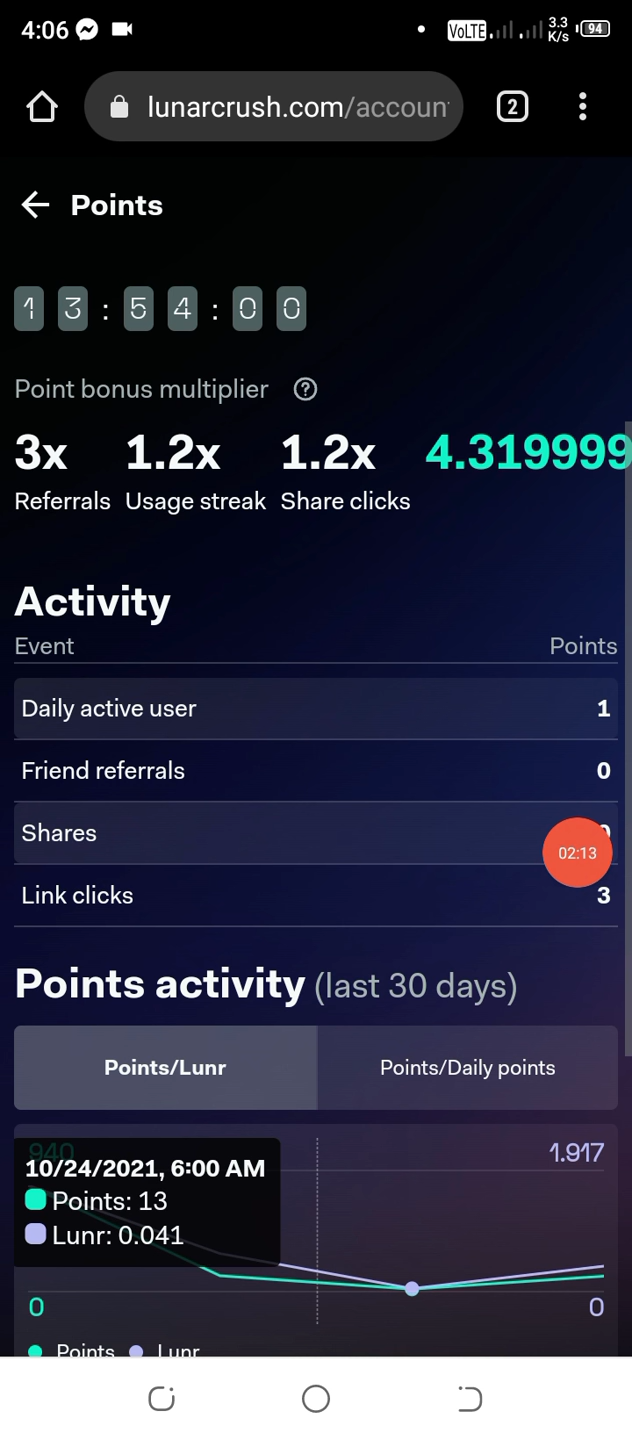 4:06 VoLTE 3.3 K/s 94
lunarcrush.com/accoun 2
Points
13:54:00
Point bonus multiplier ?
3x 1.2x 1.2x 4.319999
Referrals Usage streak Share clicks
Activity
Event Points
Daily active user 1
Friend referrals 0
Shares
02:13
Link clicks 3
Points activity (last 30 days)
Points/Lunr Points/Daily points
940 1.917
10/24/2021, 6:00 AM
Points: 13
Lunr: 0.041
0 0
Points Lunr